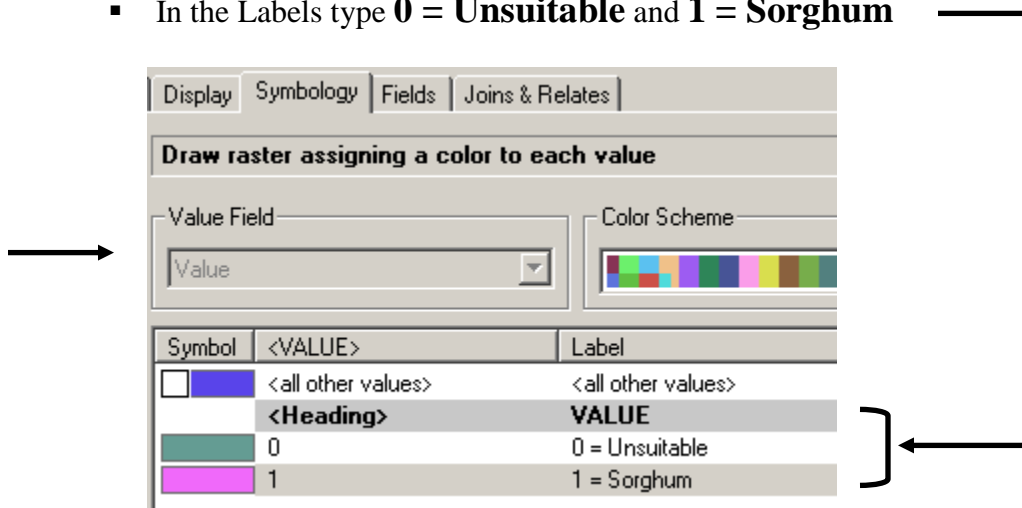 ▪ In the Labels type 0 = Unsuitable and 1 = Sorghum
Display Symbology Fields Joins & Relates
Draw raster assigning a color to each value
Value Field Color Scheme
Value
Symbol <VALUE> Label
<all other values> <all other values>
<Heading> VALUE
0 0 = Unsuitable
1 1 = Sorghum